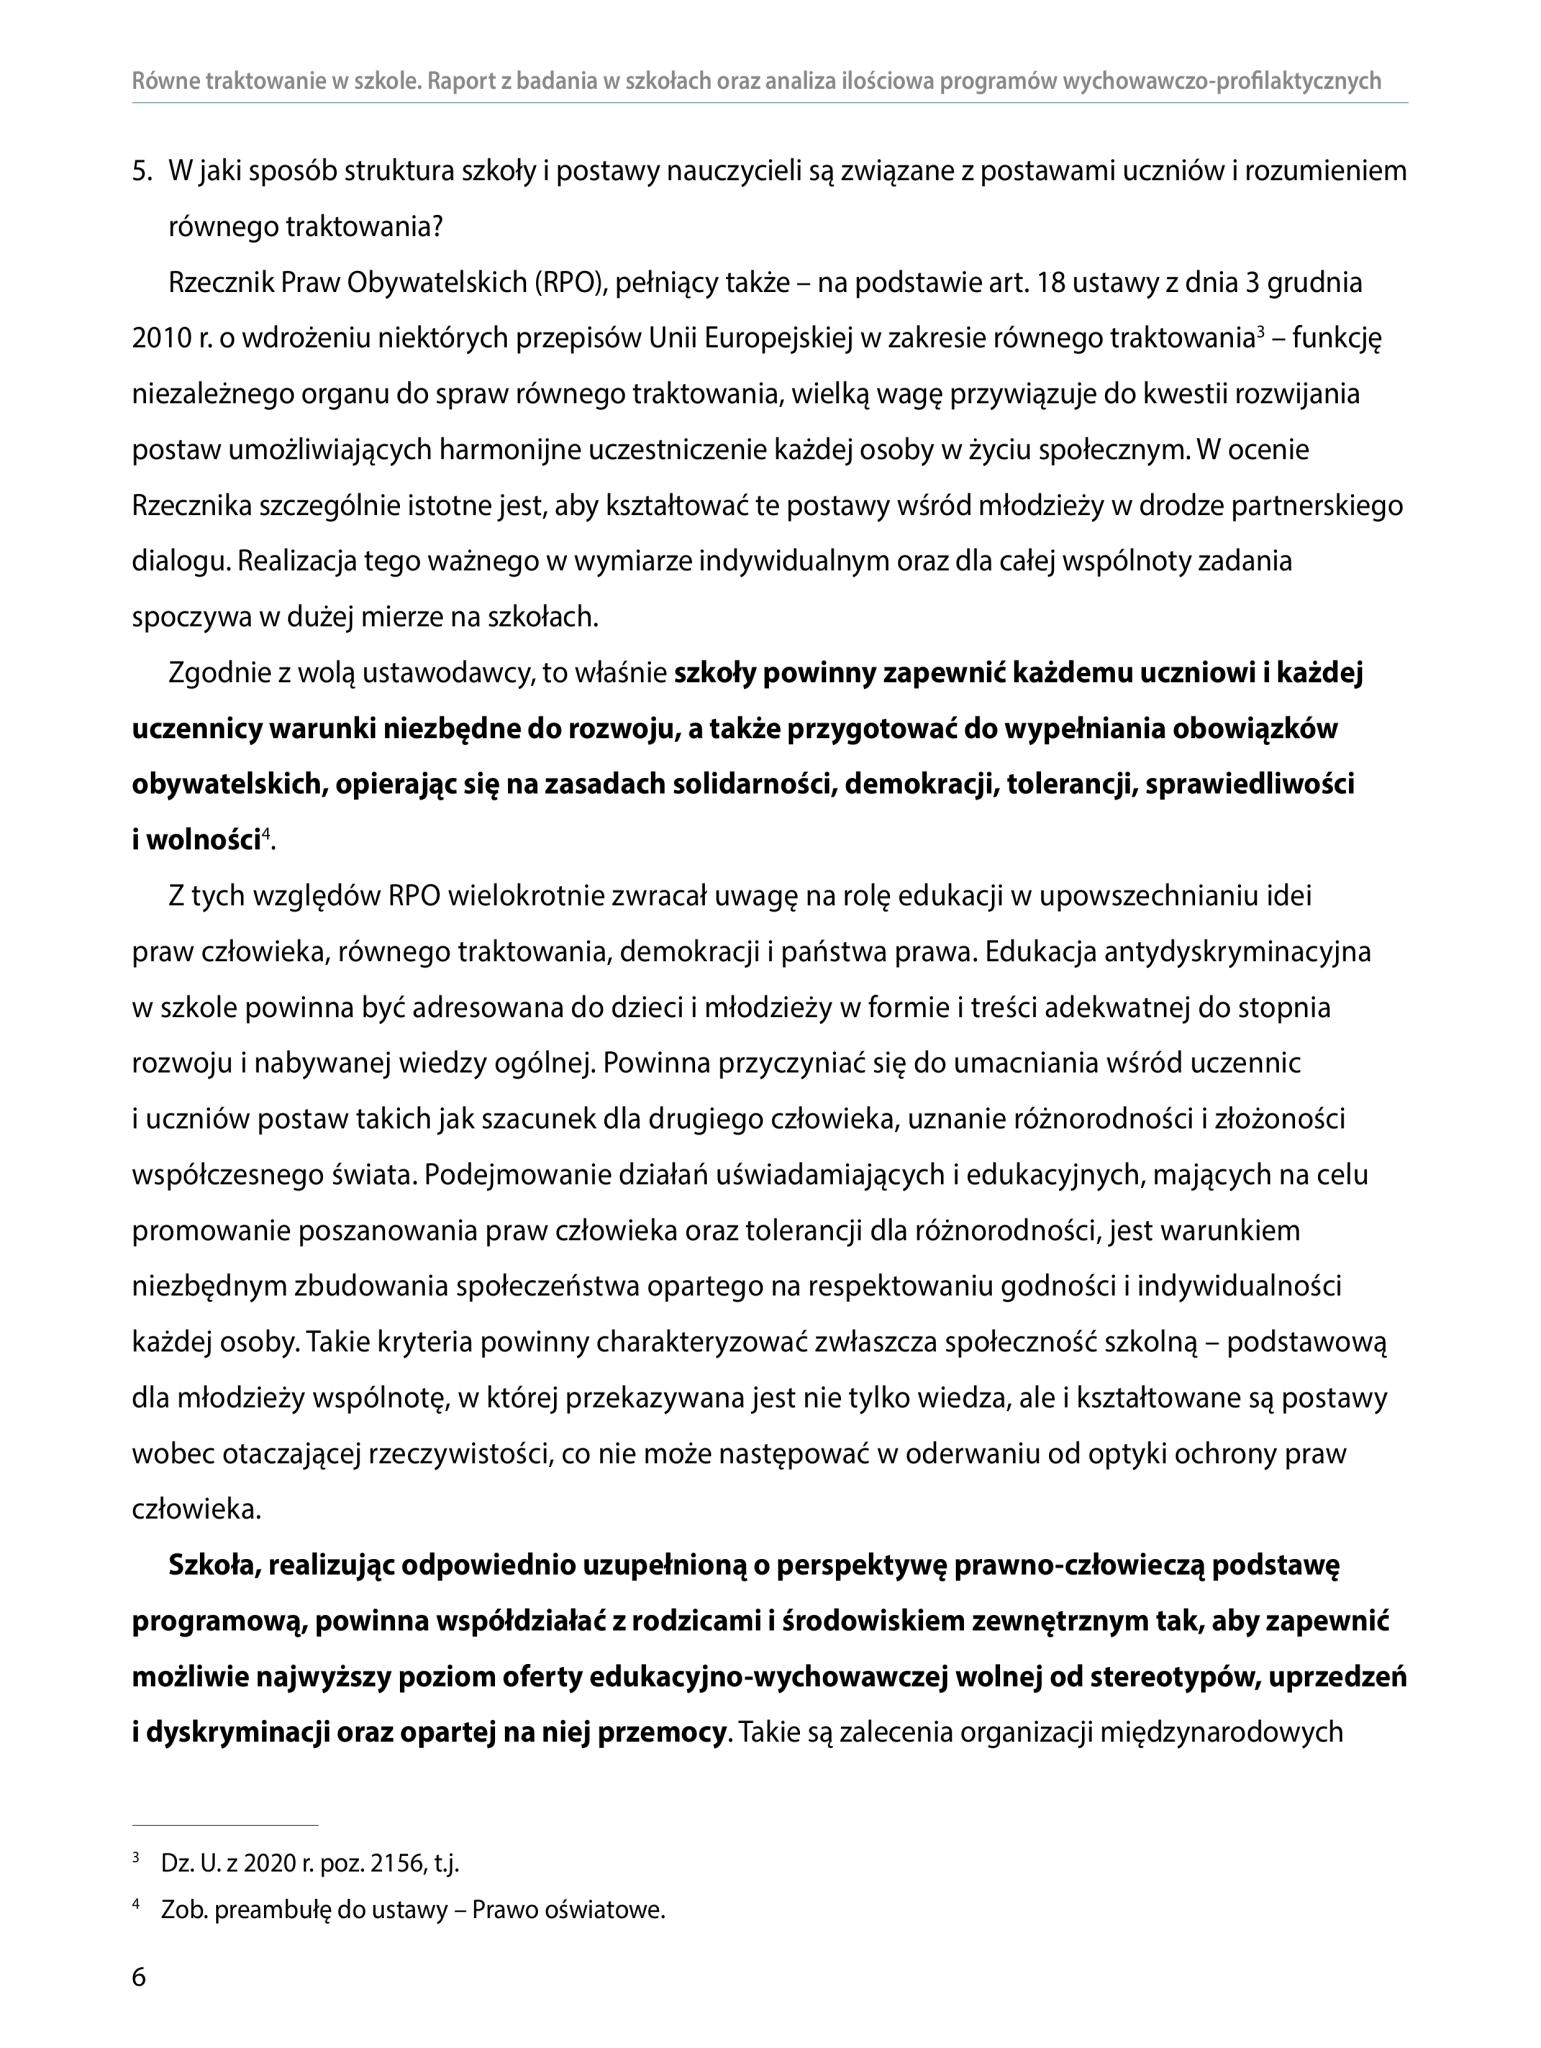 Równe traktowanie w szkole. Raport z badania w szkołach oraz analiza ilościowa programów wychowawczo-profilaktycznych
5. W jaki sposób struktura szkoły i postawy nauczycieli są związane z postawami uczniów i rozumieniem
równego traktowania?
Rzecznik Praw Obywatelskich (RPO), pełniący także – na podstawie art. 18 ustawy z dnia 3 grudnia
2010 r. o wdrożeniu niektórych przepisów Unii Europejskiej w zakresie równego traktowania³ – funkcję
niezależnego organu do spraw równego traktowania, wielką wagę przywiązuje do kwestii rozwijania
postaw umożliwiających harmonijne uczestniczenie każdej osoby w życiu społecznym. W ocenie
Rzecznika szczególnie istotne jest, aby kształtować te postawy wśród młodzieży w drodze partnerskiego
dialogu. Realizacja tego ważnego w wymiarze indywidualnym oraz dla całej wspólnoty zadania
spoczywa w dużej mierze na szkołach.
Zgodnie z wolą ustawodawcy, to właśnie szkoły powinny zapewnić każdemu uczniowi i każdej
uczennicy warunki niezbędne do rozwoju, a także przygotować do wypełniania obowiązków
obywatelskich, opierając się na zasadach solidarności, demokracji, tolerancji, sprawiedliwości
i wolności⁴.
Z tych względów RPO wielokrotnie zwracał uwagę na rolę edukacji w upowszechnianiu idei
praw człowieka, równego traktowania, demokracji i państwa prawa. Edukacja antydyskryminacyjna
w szkole powinna być adresowana do dzieci i młodzieży w formie i treści adekwatnej do stopnia
rozwoju i nabywanej wiedzy ogólnej. Powinna przyczyniać się do umacniania wśród uczennic
i uczniów postaw takich jak szacunek dla drugiego człowieka, uznanie różnorodności i złożoności
współczesnego świata. Podejmowanie działań uświadamiających i edukacyjnych, mających na celu
promowanie poszanowania praw człowieka oraz tolerancji dla różnorodności, jest warunkiem
niezbędnym zbudowania społeczeństwa opartego na respektowaniu godności i indywidualności
każdej osoby. Takie kryteria powinny charakteryzować zwłaszcza społeczność szkolną – podstawową
dla młodzieży wspólnotę, w której przekazywana jest nie tylko wiedza, ale i kształtowane są postawy
wobec otaczającej rzeczywistości, co nie może następować w oderwaniu od optyki ochrony praw
człowieka.
Szkoła, realizując odpowiednio uzupełnioną o perspektywę prawno-człowieczą podstawę
programową, powinna współdziałać z rodzicami i środowiskiem zewnętrznym tak, aby zapewnić
możliwie najwyższy poziom oferty edukacyjno-wychowawczej wolnej od stereotypów, uprzedzeń
i dyskryminacji oraz opartej na niej przemocy. Takie są zalecenia organizacji międzynarodowych
³ Dz. U. z 2020 r. poz. 2156, t.j.
⁴ Zob. preambułę do ustawy – Prawo oświatowe.
6